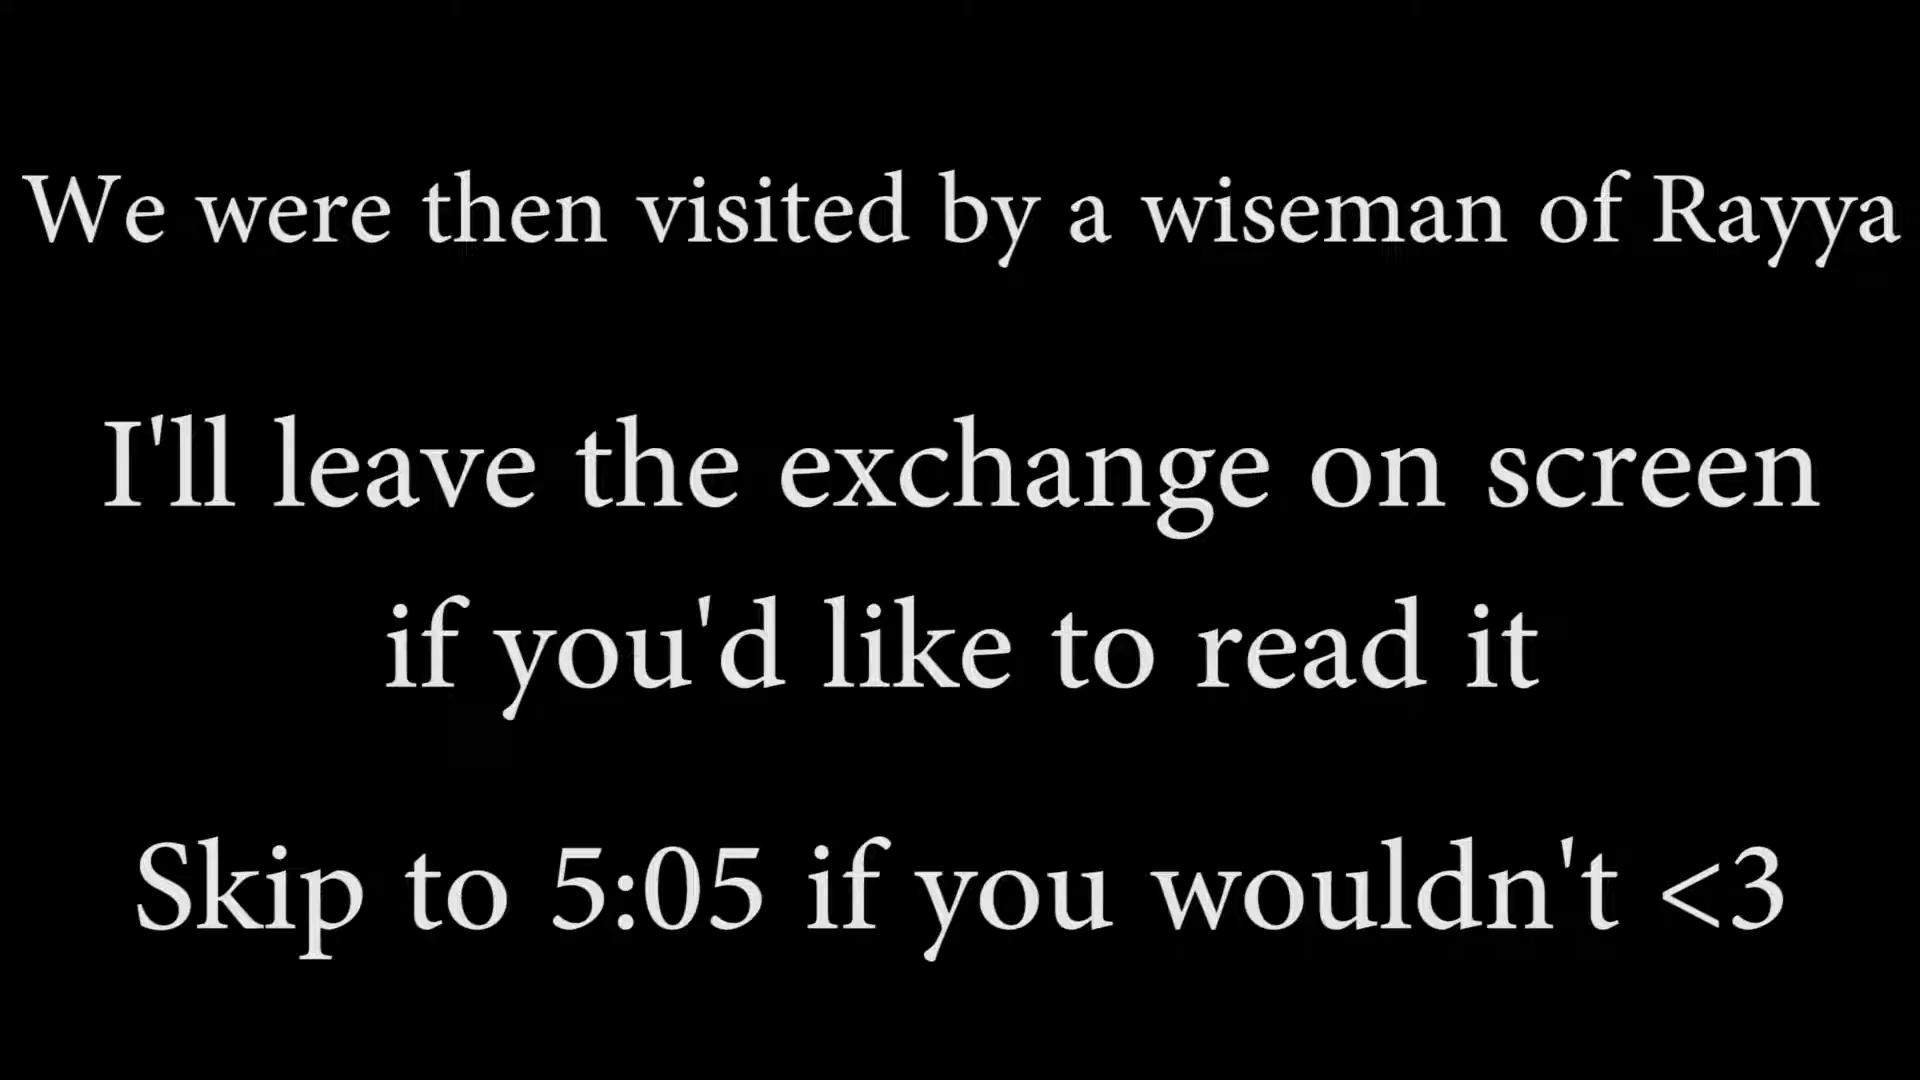 We were then visited by a wiseman of Rayya
I'll leave the exchange on screen
if you'd like to read it
Skip to 5:05 if you wouldn't <3